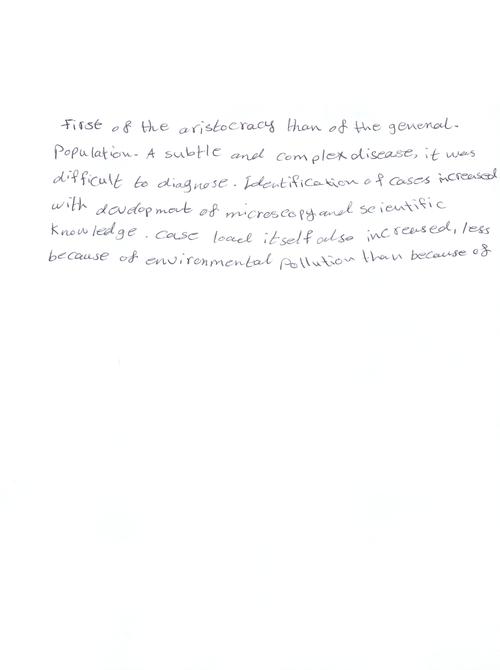 First of the aristocracy than of the general.
Population. A subtle and complex disease, it was
difficult to diagnose. Identification of cases increased
with development of microscopy and scientific
Knowledge. Case load itself also increased, less
because of environmental pollution than because of